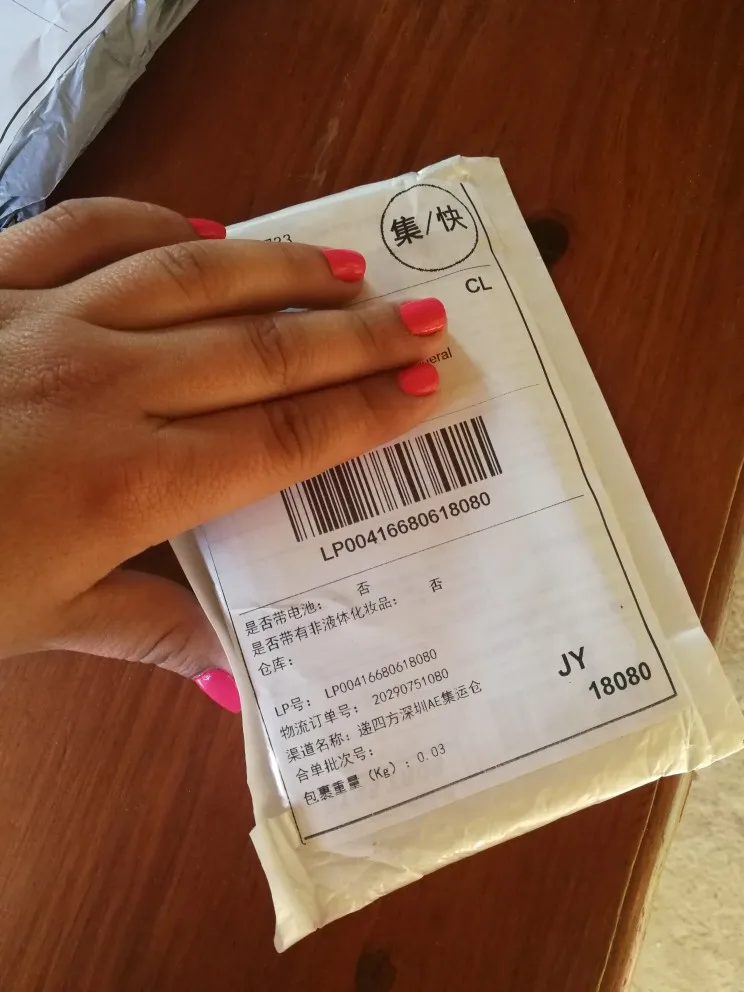 集/快
CL
LP00416680618080
是否带电池： 否
是否带有非液体化妆品： 否
仓库：
LP号： LP00416680618080
物流订单号： 20290751080
渠道名称：递四方深圳AE集运仓
合单批次号：
包裹重量（Kg）：0.03
JY
18080